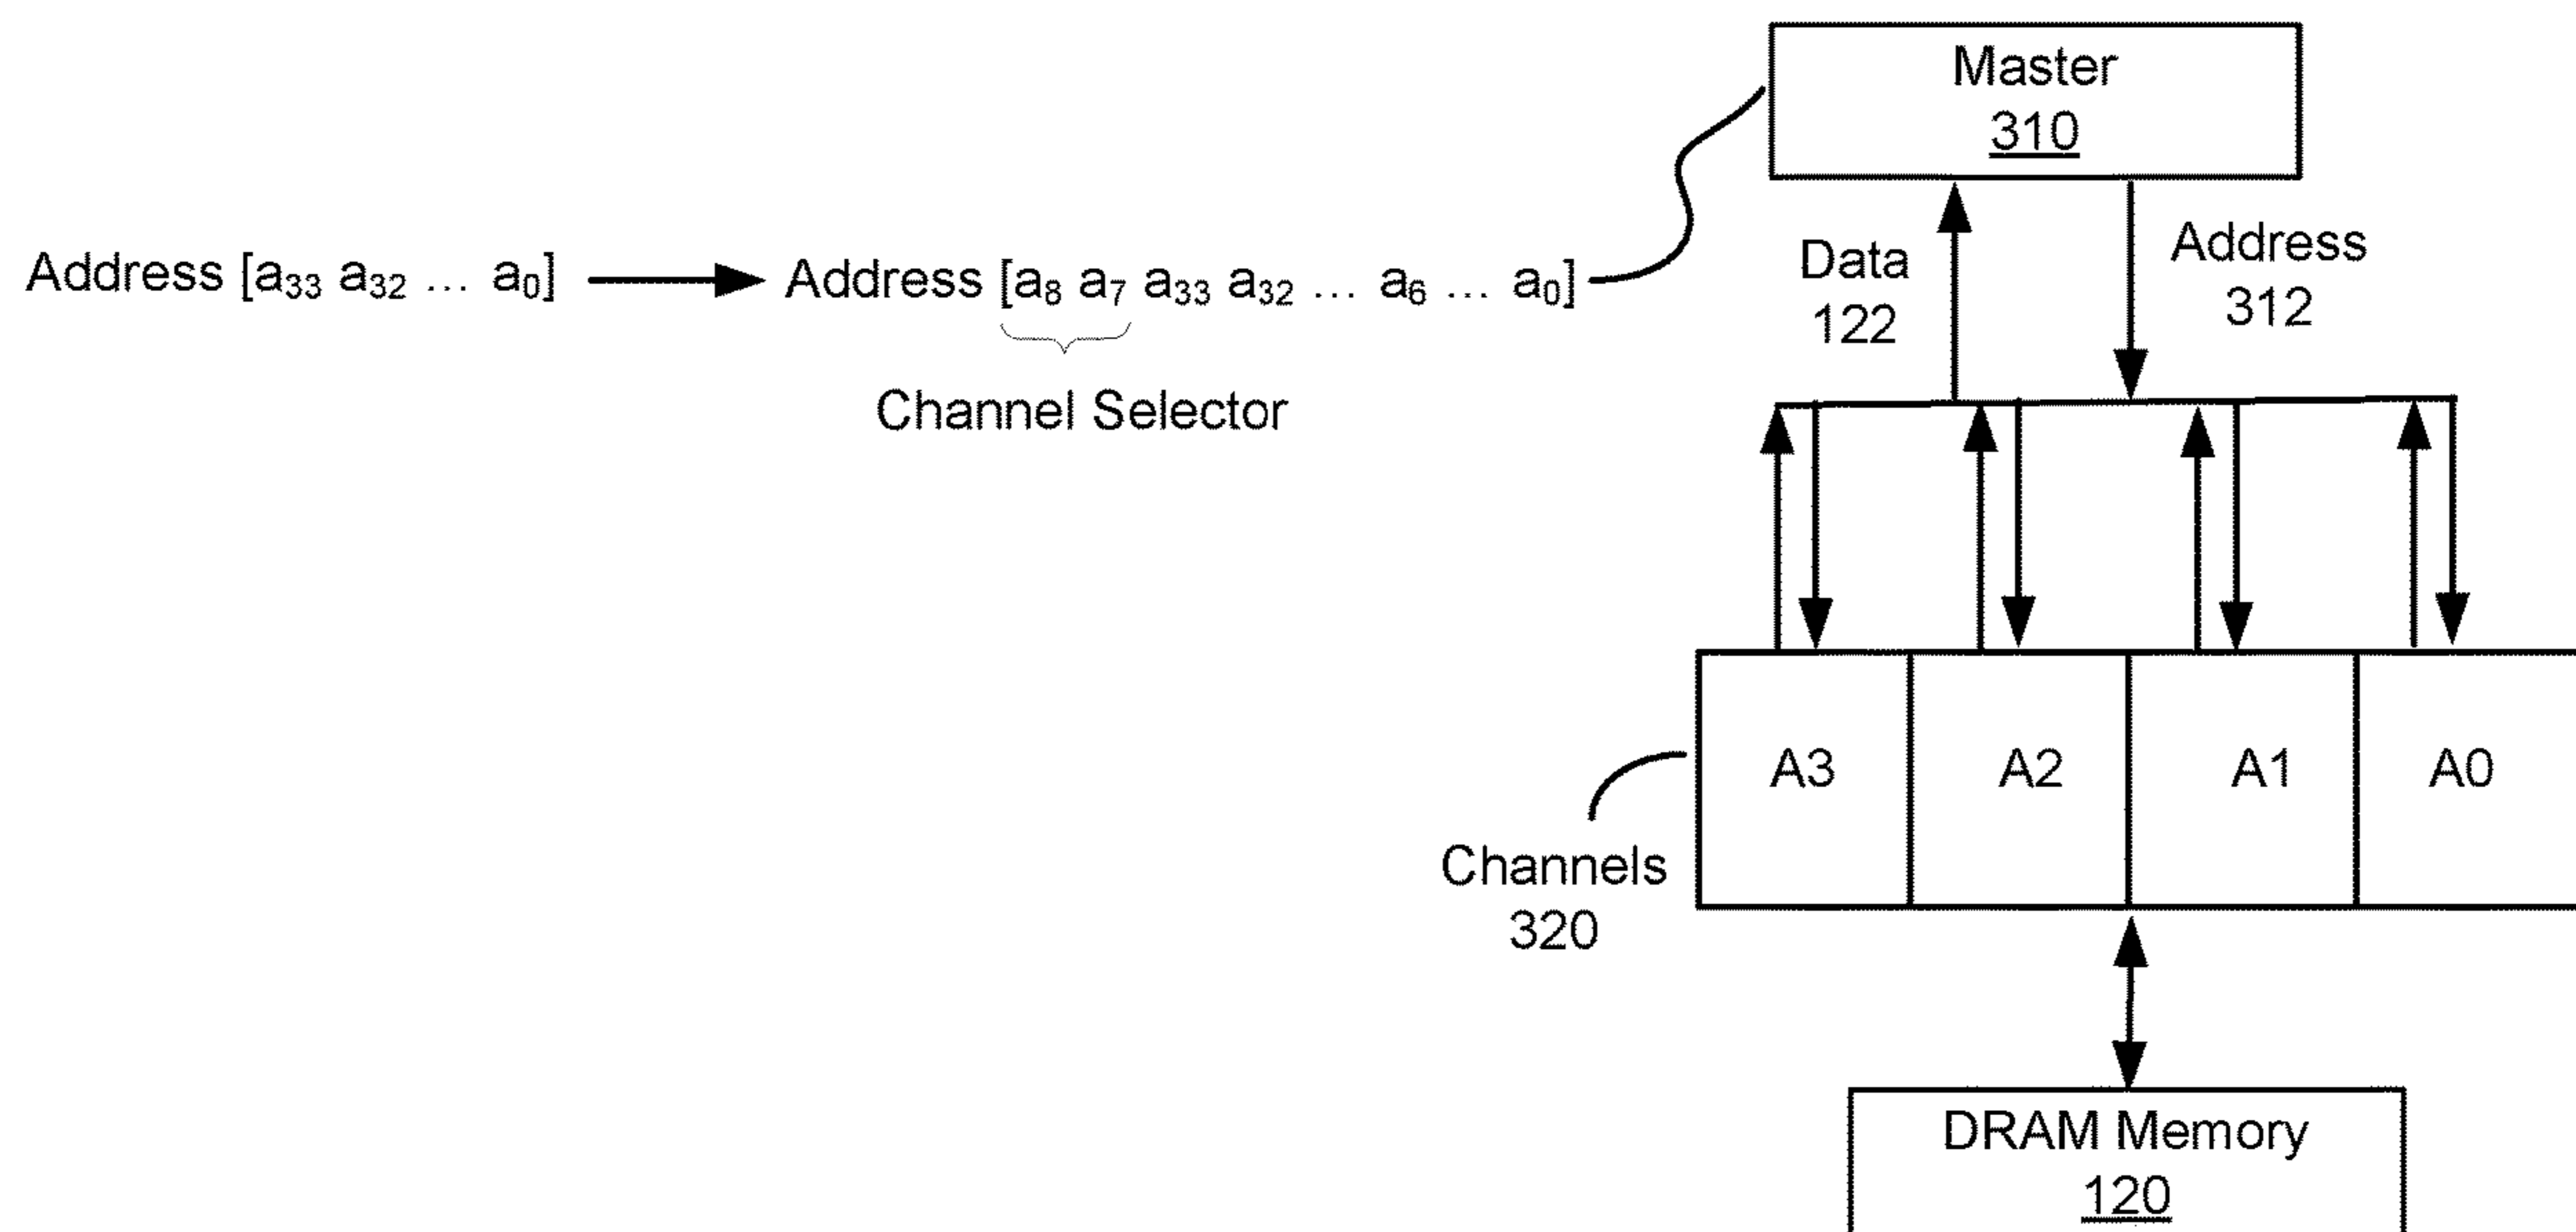 Master
310
Address [a₃₃ a₃₂ ... a₀]
Address [a₈ a₇ a₃₃ a₃₂ ... a₆ ... a₀]
Channel Selector
Data
122
Address
312
A3
A2
A1
A0
Channels
320
DRAM Memory
120